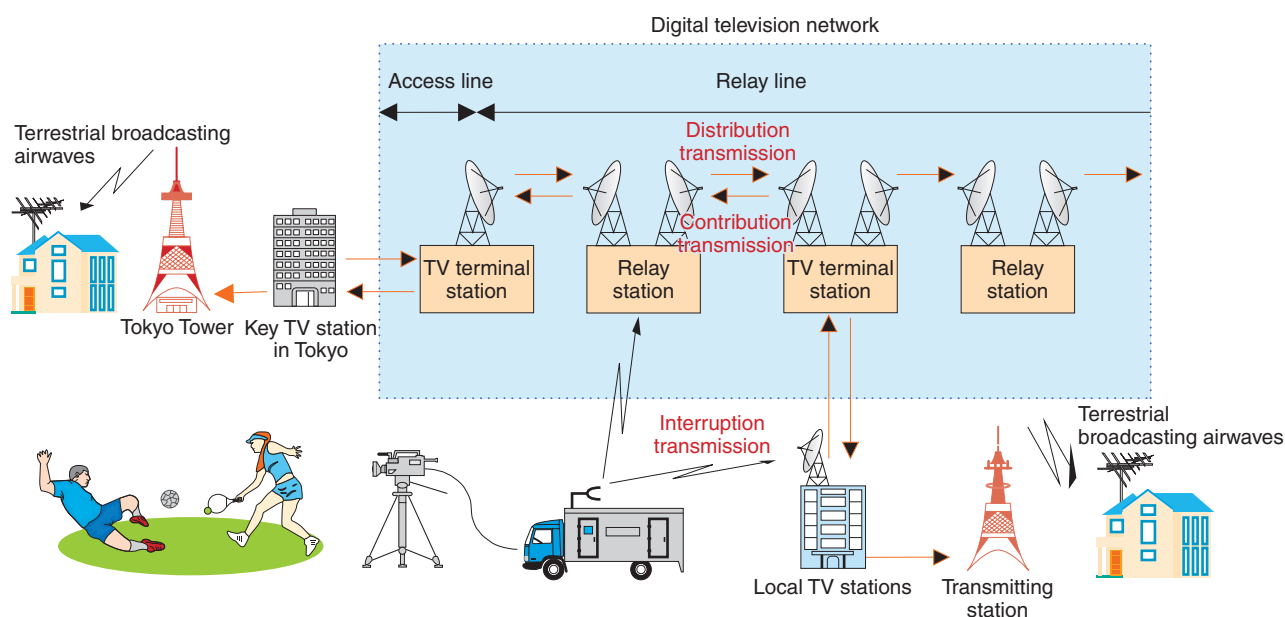 Digital television network
Access line
Relay line
Terrestrial broadcasting
airwaves
Distribution
transmission
Contribution
transmission
TV terminal
station
Relay
station
TV terminal
station
Relay
station
Tokyo Tower
Key TV station
in Tokyo
Interruption
transmission
Terrestrial
broadcasting airwaves
Local TV stations
Transmitting
station